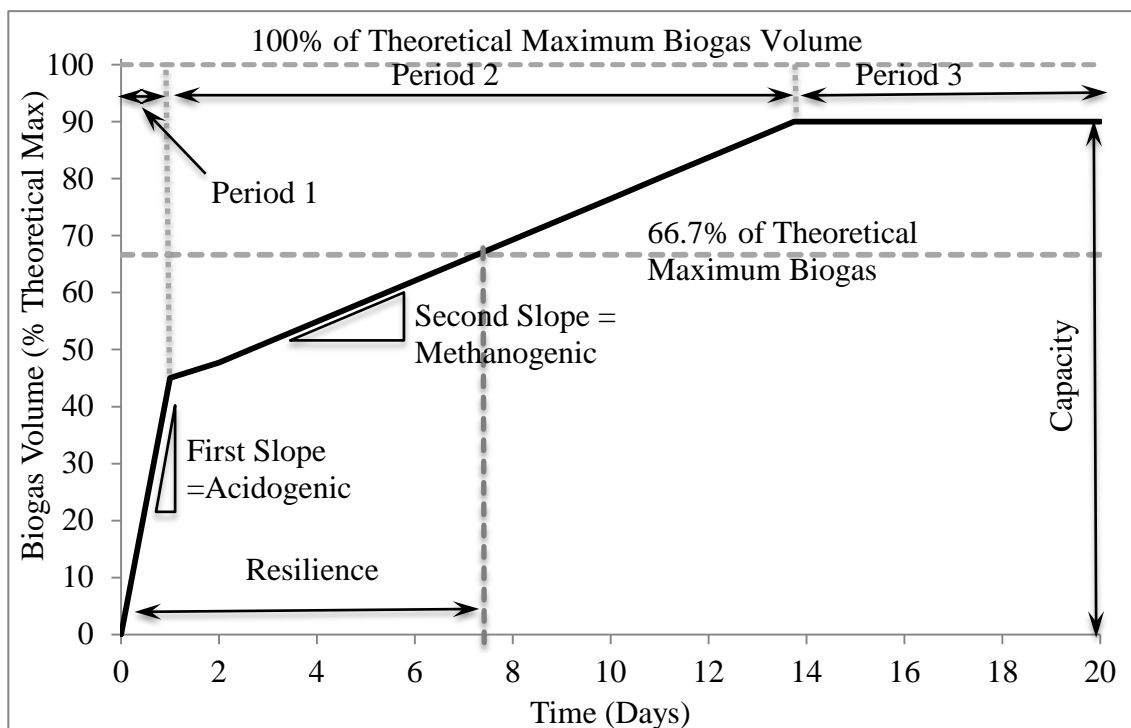 100% of Theoretical Maximum Biogas Volume
100
Period 2
Period 3
90
80
Period 1
70
66.7% of Theoretical
Maximum Biogas
60
Second Slope =
Methanogenic
50
40
First Slope
=Acidogenic
30
20
Resilience
10
0
Capacity
Biogas Volume (% Theoretical Max)
0 2 4 6 8 10 12 14 16 18 20
Time (Days)